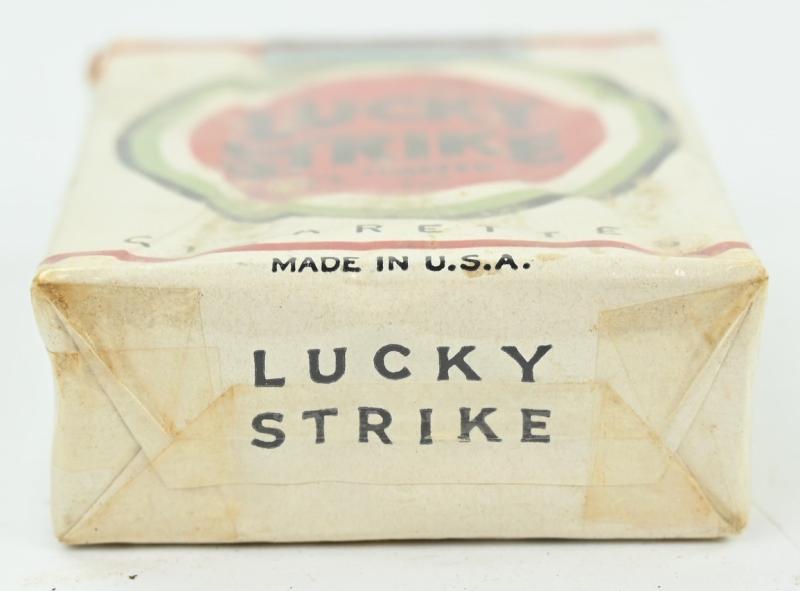 LUCKY
STRIKE
CIGARETTES
MADE IN U.S.A.
LUCKY
STRIKE